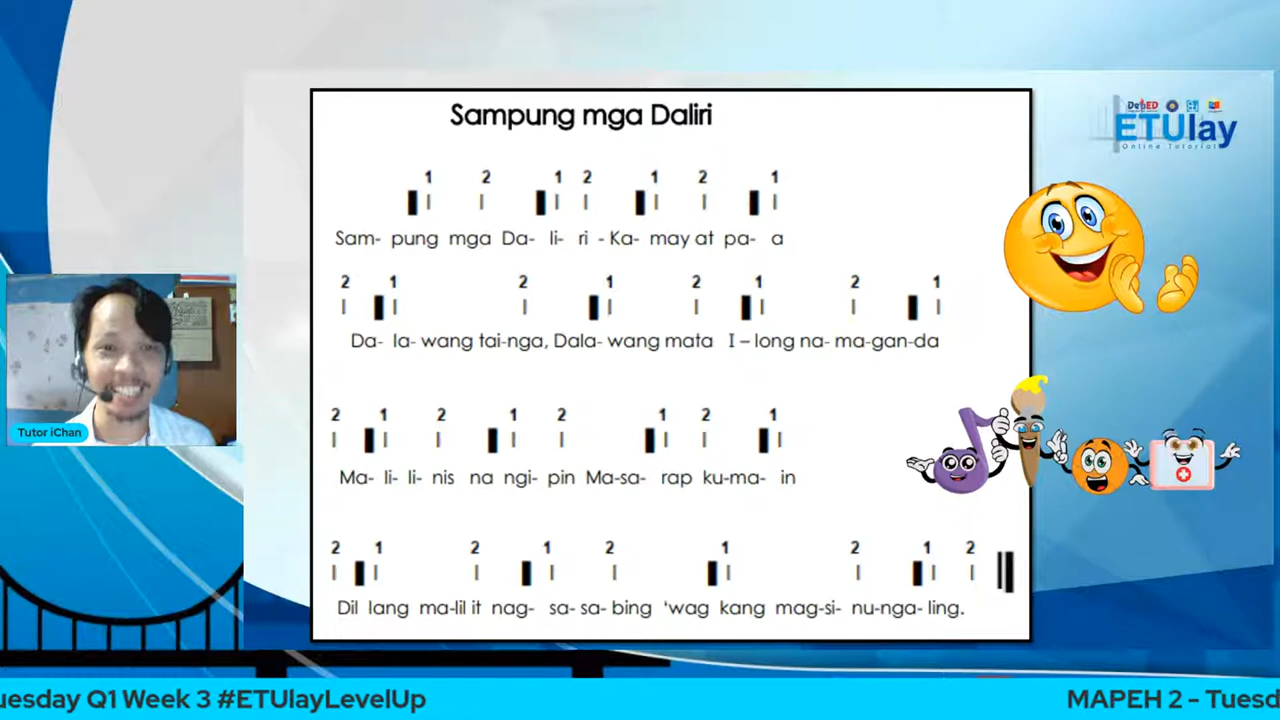 Sampung mga Daliri
DepED
ETUlay
Online Tutorial
1 2 1 2 1 2 1
Sam- pung mga Da- li- ri - Ka- may at pa- a
2 1 2 1 2 1 2 1
Da- la- wang tai-nga, Dala- wang mata I – long na- ma-gan-da
2 1 2 1 2 1 2 1
Ma- li- li- nis na ngi- pin Ma-sa- rap ku-ma- in
2 1 2 1 2 1 2 1 2
Dil lang ma-lil it nag- sa- sa- bing ‘wag kang mag-si- nu-nga- ling.
Tutor iChan
uesday Q1 Week 3 #ETUlayLevelUp
MAPEH 2 - Tuesd